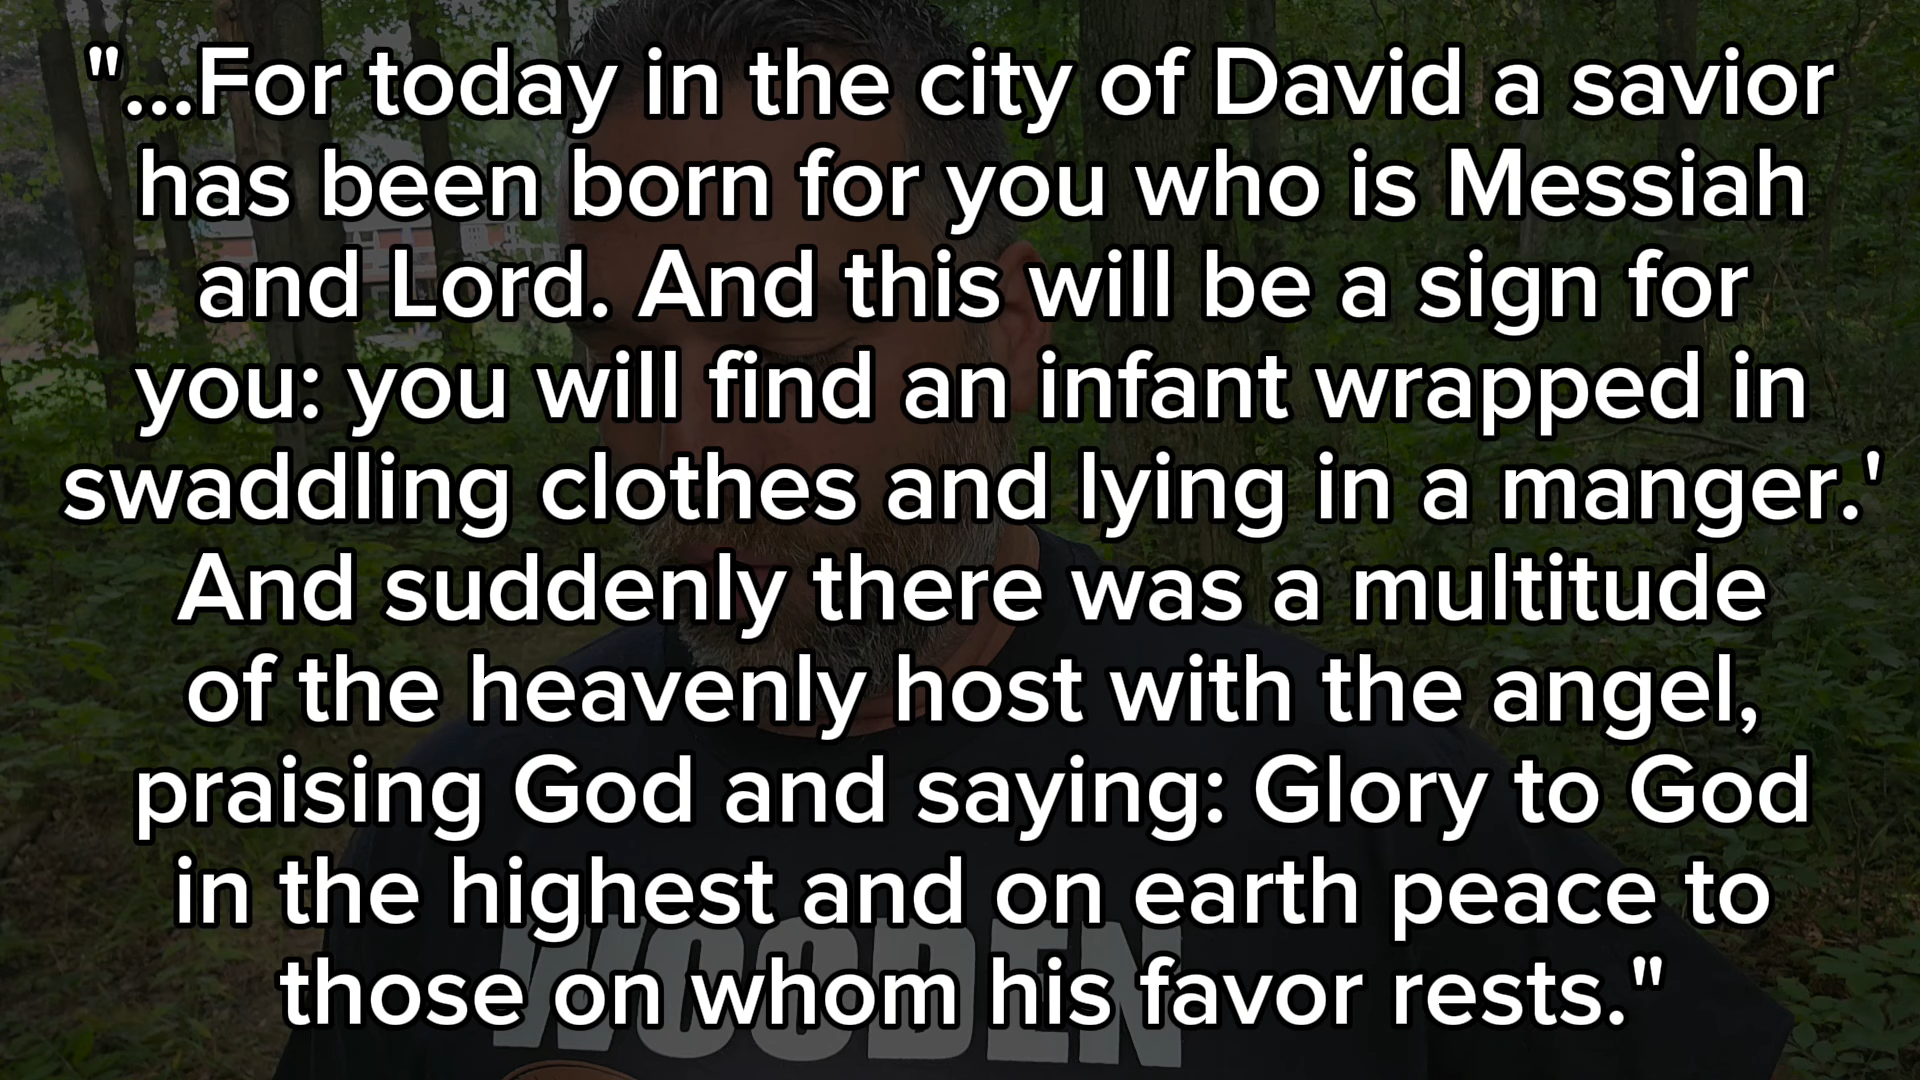 "...For today in the city of David a savior
has been born for you who is Messiah
and Lord. And this will be a sign for
you: you will find an infant wrapped in
swaddling clothes and lying in a manger.'
And suddenly there was a multitude
of the heavenly host with the angel,
praising God and saying: Glory to God
in the highest and on earth peace to
those on whom his favor rests."
WOODEN